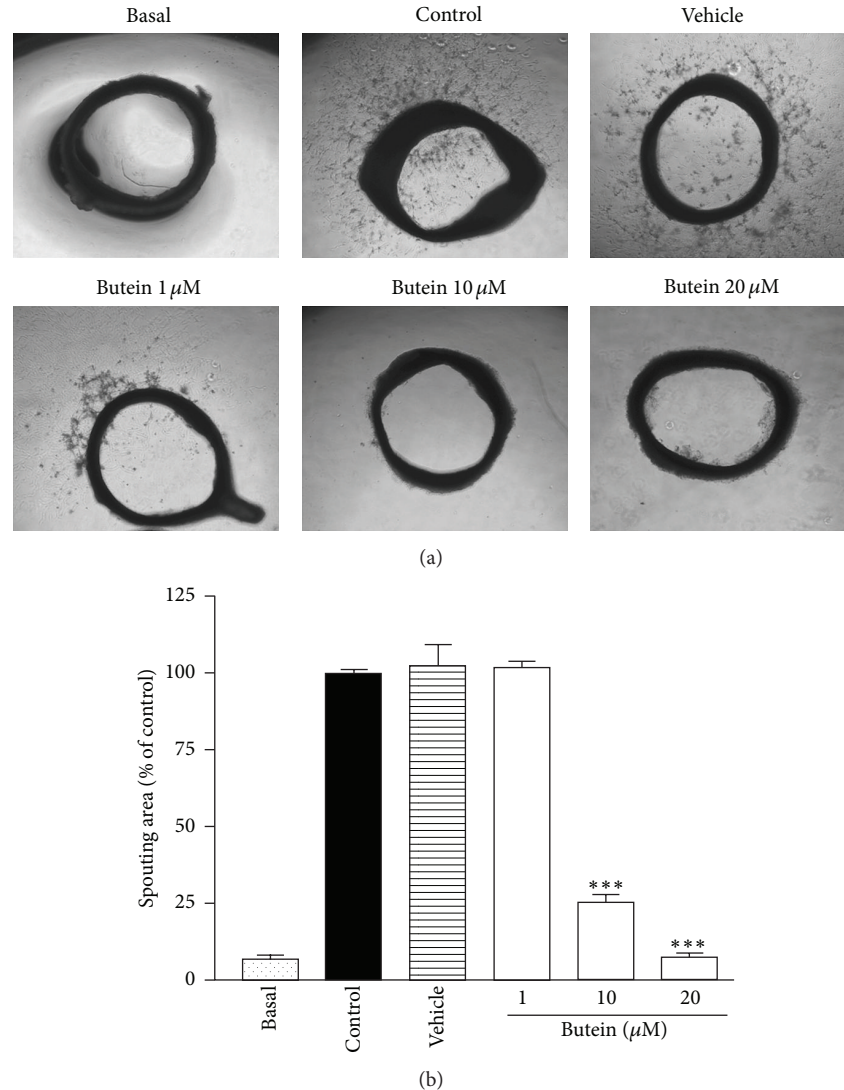 Basal Control Vehicle
Butein 1 μM Butein 10 μM Butein 20 μM
(a)
125
100
75
50
25
0
Spouting area (% of control)
***
***
Basal
Control
Vehicle
1 10 20
Butein (μM)
(b)